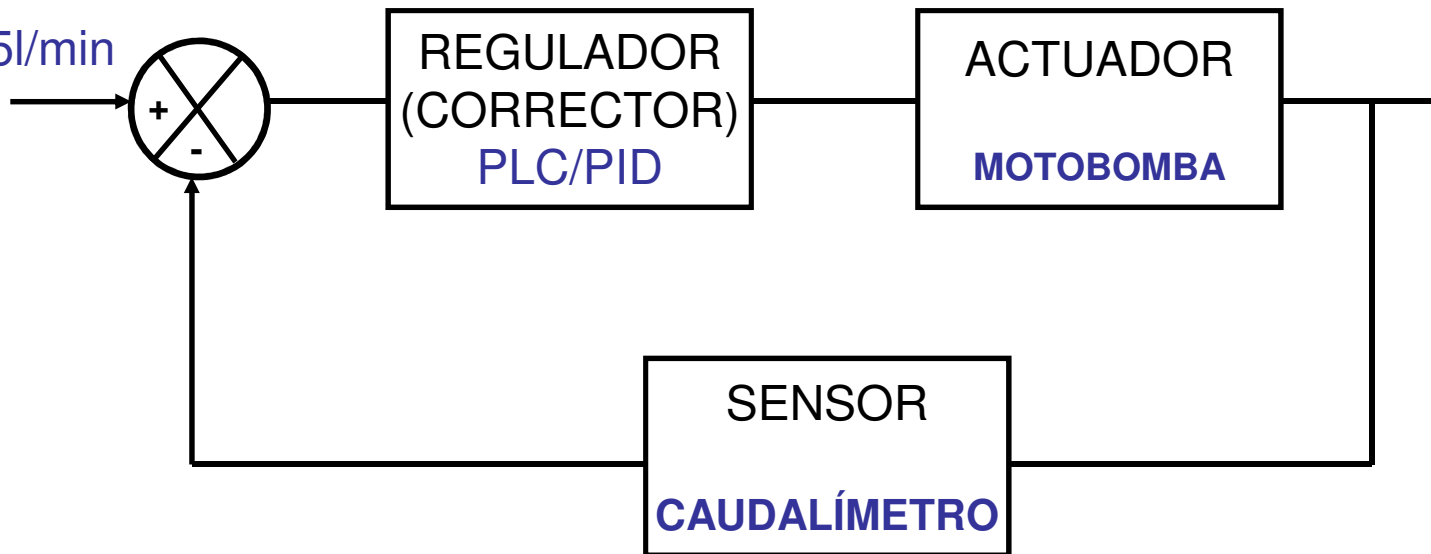 5l/min
+
-
REGULADOR
(CORRECTOR)
PLC/PID
ACTUADOR
MOTOBOMBA
SENSOR
CAUDALÍMETRO